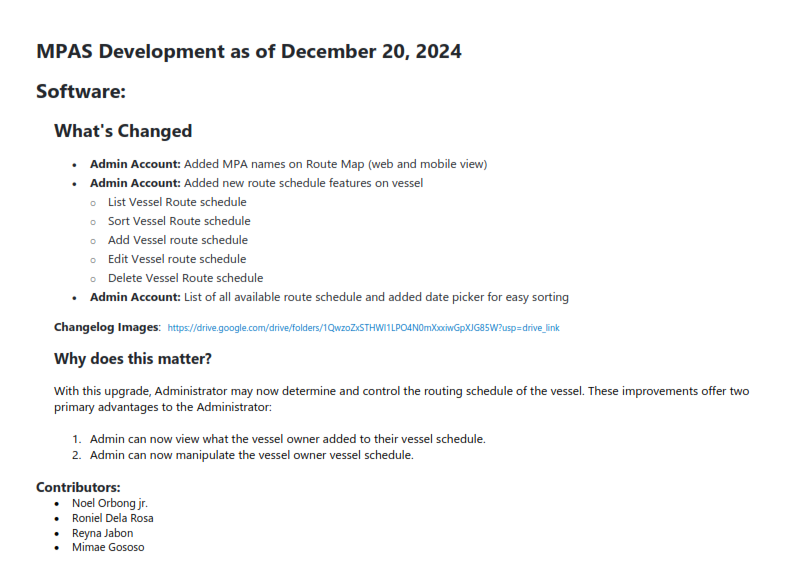 MPAS Development as of December 20, 2024
Software:
What's Changed
• Admin Account: Added MPA names on Route Map (web and mobile view)
• Admin Account: Added new route schedule features on vessel
o List Vessel Route schedule
o Sort Vessel Route schedule
o Add Vessel route schedule
o Edit Vessel route schedule
o Delete Vessel Route schedule
• Admin Account: List of all available route schedule and added date picker for easy sorting
Changelog Images: https://drive.google.com/drive/folders/1QwzoZxSTHWI1LPO4N0mXxxiwGpXJG85W?usp=drive_link
Why does this matter?
With this upgrade, Administrator may now determine and control the routing schedule of the vessel. These improvements offer two
primary advantages to the Administrator:
1. Admin can now view what the vessel owner added to their vessel schedule.
2. Admin can now manipulate the vessel owner vessel schedule.
Contributors:
• Noel Orbong jr.
• Roniel Dela Rosa
• Reyna Jabon
• Mimae Gososo